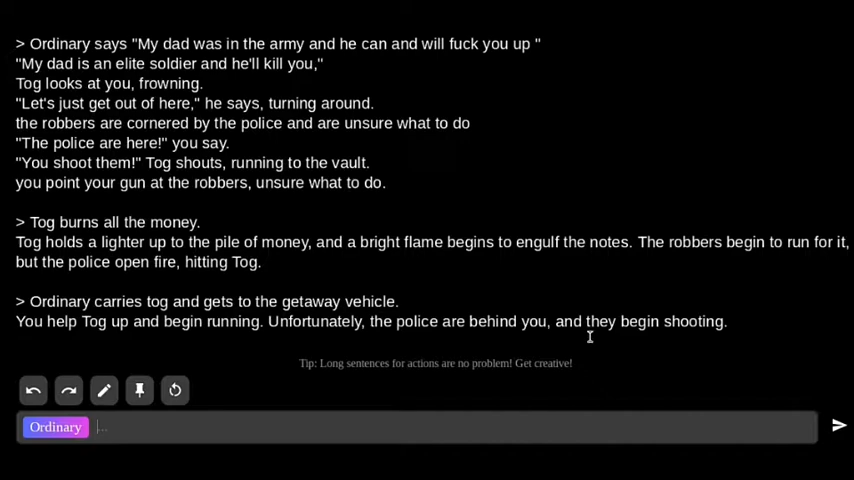 > Ordinary says "My dad was in the army and he can and will fuck you up "
"My dad is an elite soldier and he'll kill you,"
Tog looks at you, frowning.
"Let's just get out of here," he says, turning around.
the robbers are cornered by the police and are unsure what to do
"The police are here!" you say.
"You shoot them!" Tog shouts, running to the vault.
you point your gun at the robbers, unsure what to do.
> Tog burns all the money.
Tog holds a lighter up to the pile of money, and a bright flame begins to engulf the notes. The robbers begin to run for it,
but the police open fire, hitting Tog.
> Ordinary carries tog and gets to the getaway vehicle.
You help Tog up and begin running. Unfortunately, the police are behind you, and they begin shooting.
Tip: Long sentences for actions are no problem! Get creative!
Ordinary ...